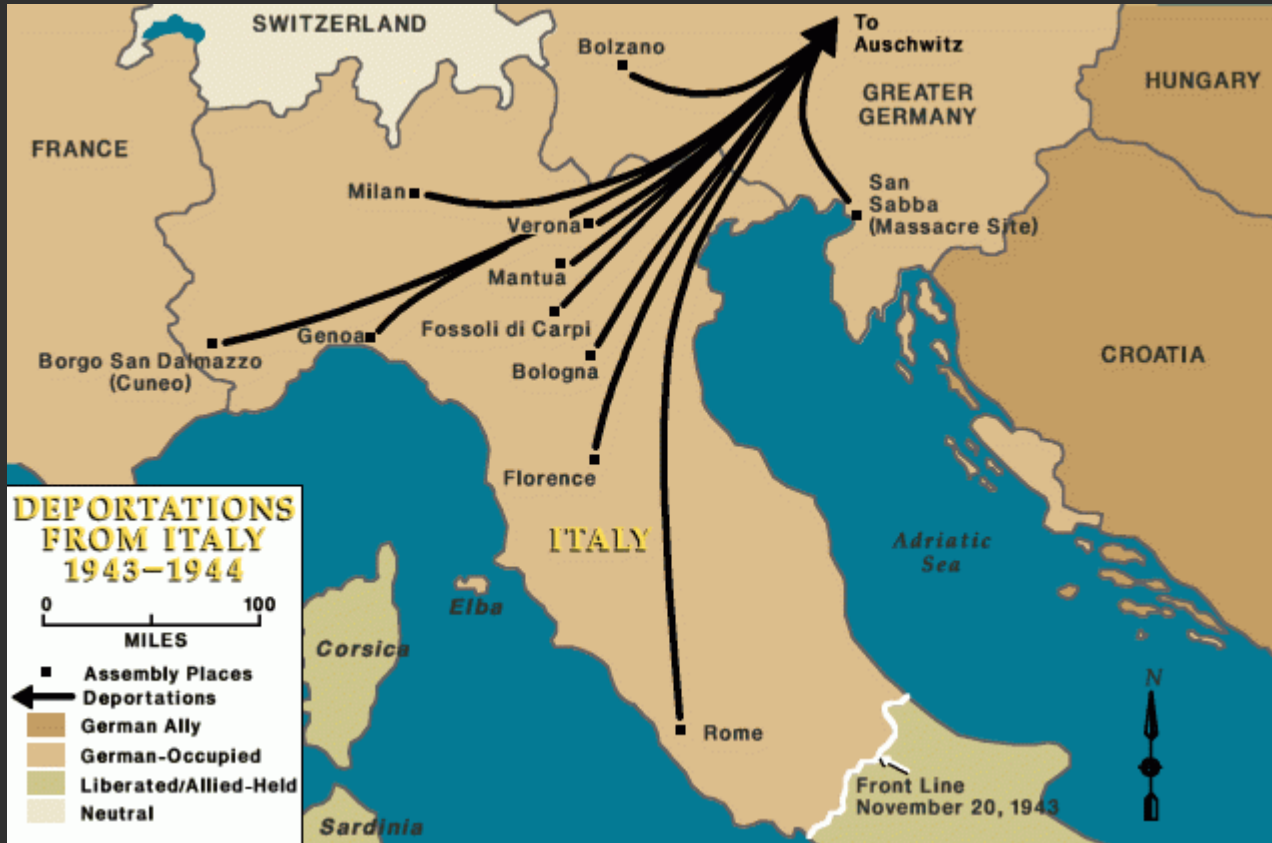 SWITZERLAND
To
Auschwitz
Bolzano
HUNGARY
GREATER
GERMANY
FRANCE
Milan
San
Sabba
(Massacre Site)
Verona
Mantua
Fossoli di Carpi
Genoa
Borgo San Dalmazzo
(Cuneo)
Bologna
CROATIA
Florence
ITALY
Adriatic
Sea
Elba
Corsica
Rome
Front Line
November 20, 1943
Sardinia
N
DEPORTATIONS
FROM ITALY
1943–1944
0 100
MILES
Assembly Places
Deportations
German Ally
German-Occupied
Liberated/Allied-Held
Neutral